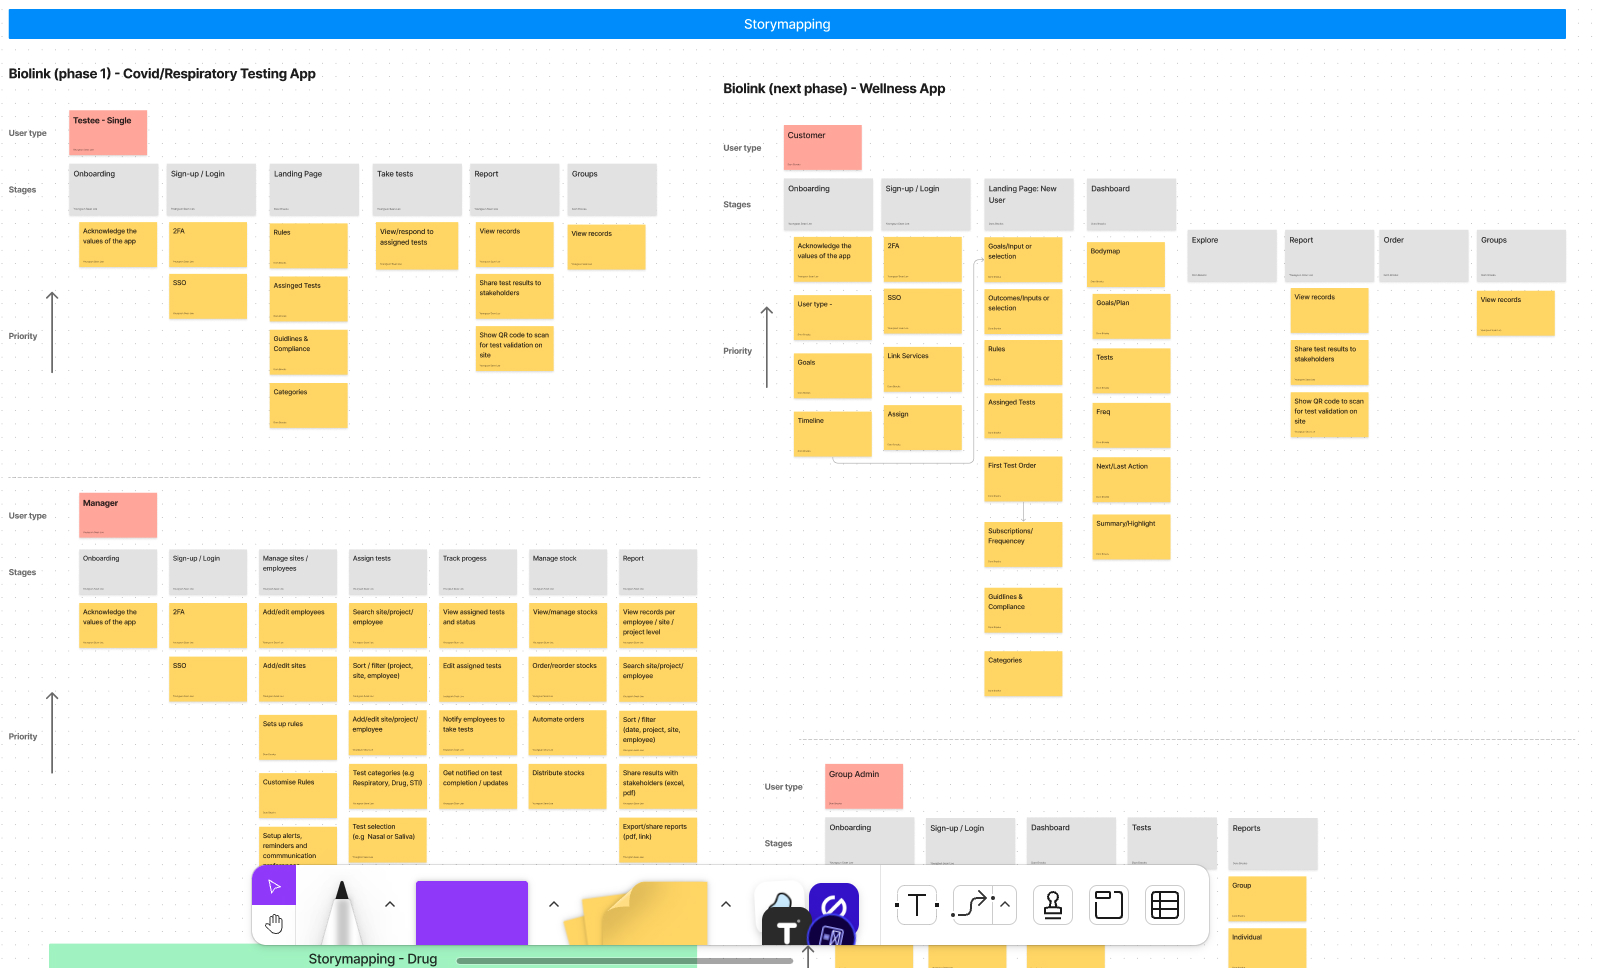 Storymapping
Biolink (phase 1) - Covid/Respiratory Testing App
User type
Testee - Single
Stages
Onboarding
Sign-up / Login
Landing Page
Take tests
Report
Groups
Priority
Acknowledge the
values of the app
2FA
SSO
Rules
Assinged Tests
Guidlines &
Compliance
Categories
View/respond to
assigned tests
View records
Share test results to
stakeholders
Show QR code to scan
for test validation on
site
View records
User type
Manager
Stages
Onboarding
Sign-up / Login
Manage sites /
employees
Assign tests
Track progess
Manage stock
Report
Priority
Acknowledge the
values of the app
2FA
SSO
Add/edit employees
Add/edit sites
Sets up rules
Customise Rules
Setup alerts,
reminders and
commmunication
Search site/project/
employee
Sort / filter (project,
site, employee)
Add/edit site/project/
employee
Test categories (e.g
Respiratory, Drug, STI)
Test selection
(e.g Nasal or Saliva)
View assigned tests
and status
Edit assigned tests
Notify employees to
take tests
Get notified on test
completion / updates
View/manage stocks
Order/reorder stocks
Automate orders
Distribute stocks
View records per
employee / site /
project level
Search site/project/
employee
Sort / filter
(date, project, site,
employee)
Share results with
stakeholders (excel,
pdf)
Export/share reports
(pdf, link)
Biolink (next phase) - Wellness App
User type
Customer
Stages
Onboarding
Sign-up / Login
Landing Page: New
User
Dashboard
Explore
Report
Order
Groups
Priority
Acknowledge the
values of the app
User type -
Goals
Timeline
2FA
SSO
Link Services
Assign
Goals/Input or
selection
Outcomes/Inputs or
selection
Rules
Assinged Tests
First Test Order
Subscriptions/
Frequencey
Guidlines &
Compliance
Categories
Bodymap
Goals/Plan
Tests
Freq
Next/Last Action
Summary/Highlight
View records
Share test results to
stakeholders
Show QR code to scan
for test validation on
site
View records
User type
Group Admin
Stages
Onboarding
Sign-up / Login
Dashboard
Tests
Reports
Group
Individual
T
T
Storymapping - Drug